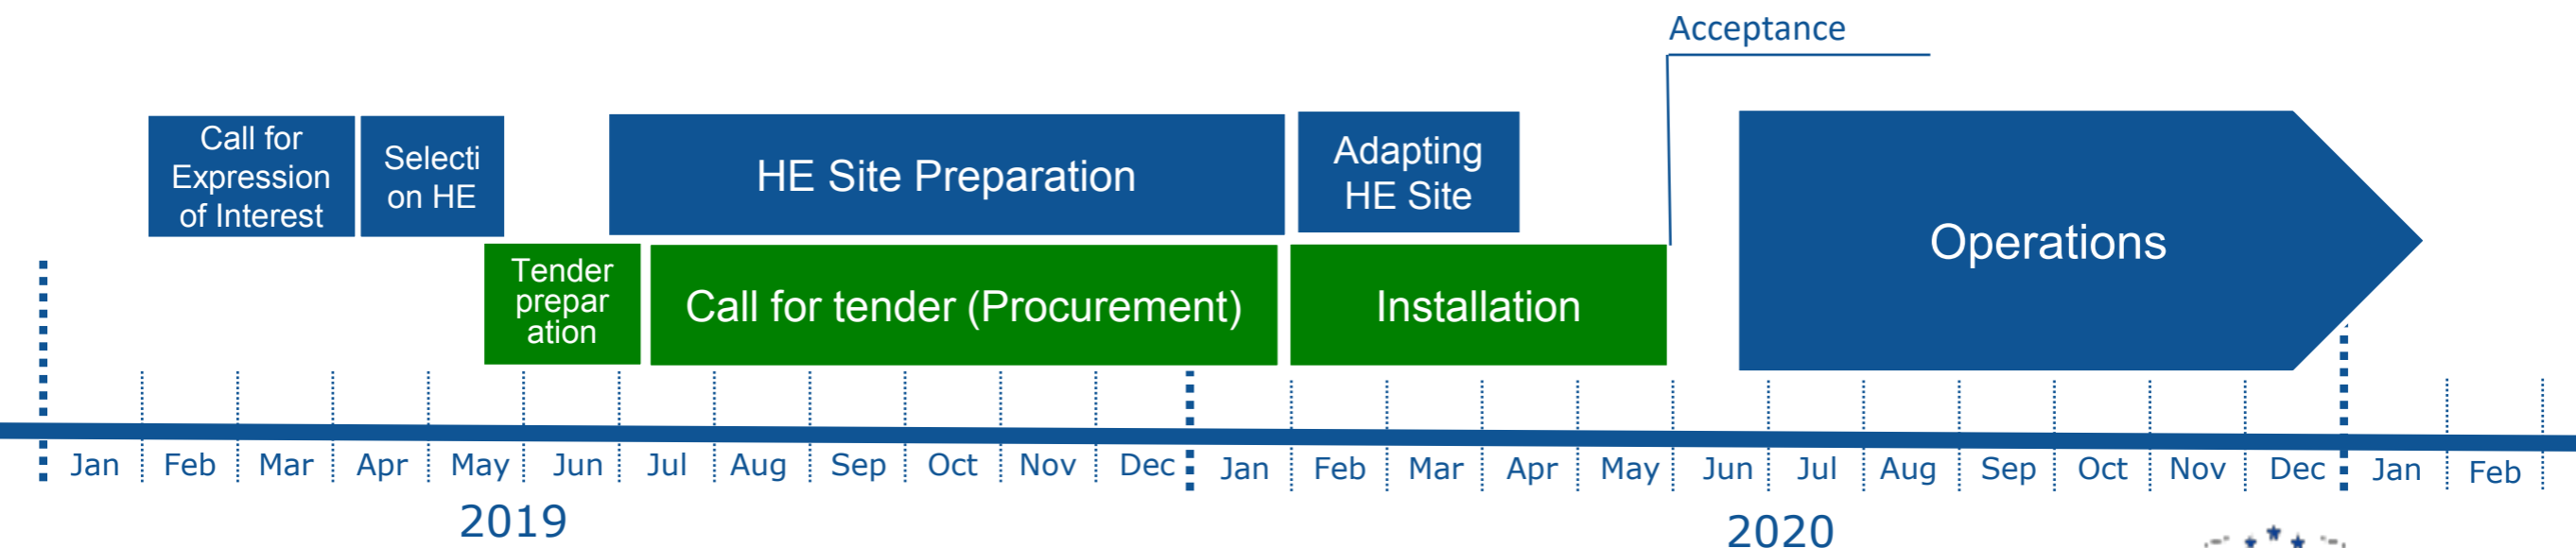 Acceptance
Call for
Expression
of Interest
Selecti
on HE
HE Site Preparation
Adapting
HE Site
Operations
Tender
prepar
ation
Call for tender (Procurement)
Installation
Jan Feb Mar Apr May Jun Jul Aug Sep Oct Nov Dec Jan Feb Mar Apr May Jun Jul Aug Sep Oct Nov Dec Jan Feb
2019 2020